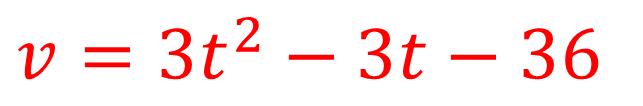 v = 3t² − 3t − 36